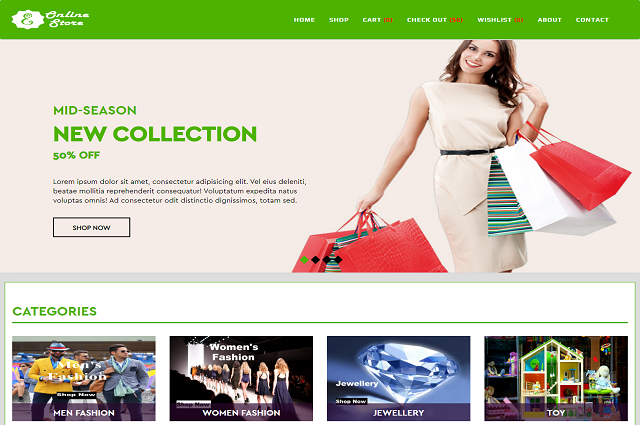 & Online
Store
HOME SHOP CART (0) CHECK OUT ($0) WISHLIST (0) ABOUT CONTACT
MID-SEASON
NEW COLLECTION
50% OFF
Lorem ipsum dolor sit amet, consectetur adipisicing elit. Vel eius deleniti,
beatae mollitia reprehenderit consequatur! Voluptatum expedita natus
voluptas omnis! Ad consectetur odit distinctio dignissimos, totam sed.
SHOP NOW
CATEGORIES
Men's
Fashion
Shop Now
MEN FASHION
Women's
Fashion
Shop Now
WOMEN FASHION
Jewellery
Shop Now
JEWELLERY
TOY